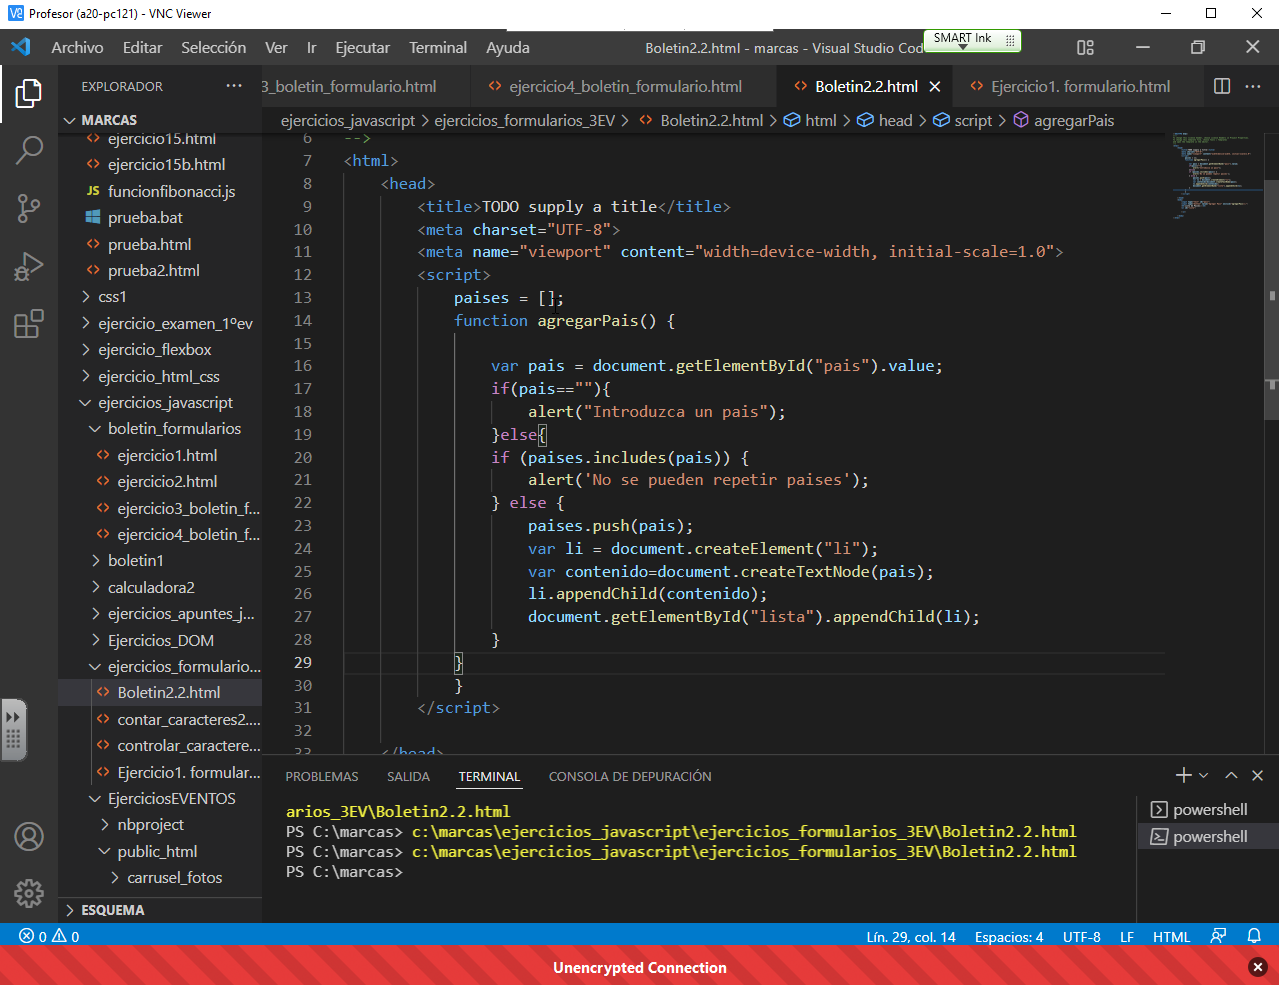 Profesor (a20-pc121) - VNC Viewer
Archivo Editar Selección Ver Ir Ejecutar Terminal Ayuda
Boletin2.2.html - marcas - Visual Studio Cod
SMART Ink
EXPLORADOR
3_boletin_formulario.html
ejercicio4_boletin_formulario.html
Boletin2.2.html
Ejercicio1. formulario.html
MARCAS
ejercicio15.html
ejercicio15b.html
JS funcionfibonacci.js
prueba.bat
prueba.html
prueba2.html
css1
ejercicio_examen_1ºev
ejercicio_flexbox
ejercicio_html_css
ejercicios_javascript
boletin_formularios
ejercicio1.html
ejercicio2.html
ejercicio3_boletin_f...
ejercicio4_boletin_f...
boletin1
calculadora2
ejercicios_apuntes_j...
Ejercicios_DOM
ejercicios_formulario...
Boletin2.2.html
contar_caracteres2....
controlar_caractere...
Ejercicio1. formular...
EjerciciosEVENTOS
nbproject
public_html
carrusel_fotos
ESQUEMA
ejercicios_javascript > ejercicios_formularios_3EV > Boletin2.2.html > html > head > script > agregarPais
6 -->
7 <html>
8 <head>
9 <title>TODO supply a title</title>
10 <meta charset="UTF-8">
11 <meta name="viewport" content="width=device-width, initial-scale=1.0">
12 <script>
13 paises = [];
14 function agregarPais() {
15
16 var pais = document.getElementById("pais").value;
17 if(pais==""){
18 alert("Introduzca un pais");
19 }else{
20 if (paises.includes(pais)) {
21 alert('No se pueden repetir paises');
22 } else {
23 paises.push(pais);
24 var li = document.createElement("li");
25 var contenido=document.createTextNode(pais);
26 li.appendChild(contenido);
27 document.getElementById("lista").appendChild(li);
28 }
29 }
30 }
31 </script>
32
33 </head>
PROBLEMAS SALIDA TERMINAL CONSOLA DE DEPURACIÓN
arios_3EV\Boletin2.2.html
PS C:\marcas> c:\marcas\ejercicios_javascript\ejercicios_formularios_3EV\Boletin2.2.html
PS C:\marcas> c:\marcas\ejercicios_javascript\ejercicios_formularios_3EV\Boletin2.2.html
PS C:\marcas>
powershell
powershell
0 0
Lín. 29, col. 14 Espacios: 4 UTF-8 LF HTML
Unencrypted Connection